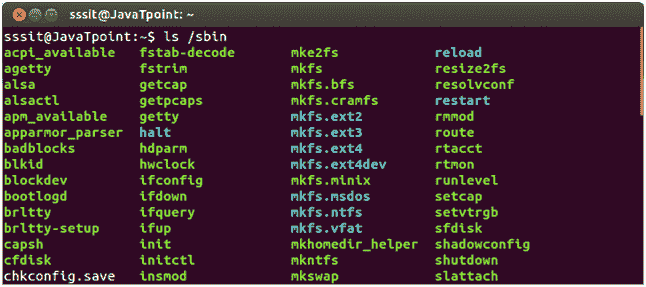 sssit@JavaTpoint: ~
sssit@JavaTpoint:~$ ls /sbin
acpi_available fstab-decode mke2fs reload
agetty fstrim mkfs resize2fs
alsa getcap mkfs.bfs resolvconf
alsactl getpcaps mkfs.cramfs restart
apm_available getty mkfs.ext2 rmmod
apparmor_parser halt mkfs.ext3 route
badblocks hdparm mkfs.ext4 rtacct
blkid hwclock mkfs.ext4dev rtmon
blockdev ifconfig mkfs.minix runlevel
bootlogd ifdown mkfs.msdos setcap
brltty ifquery mkfs.ntfs setvtrgb
brltty-setup ifup mkfs.vfat sfdisk
capsh init mkhomedir_helper shadowconfig
cfdisk initctl mkntfs shutdown
chkconfig.save insmod mkswap slattach